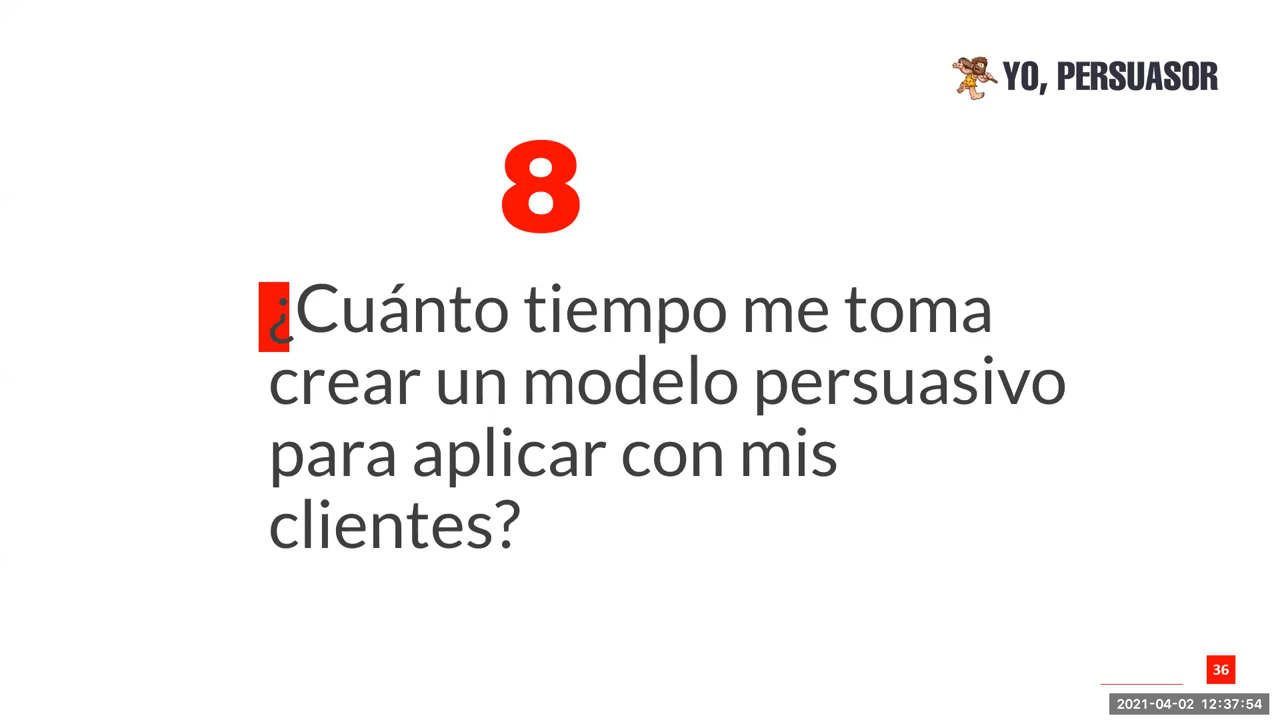 YO, PERSUASOR
8
¿Cuánto tiempo me toma
crear un modelo persuasivo
para aplicar con mis
clientes?
36
2021-04-02 12:37:54